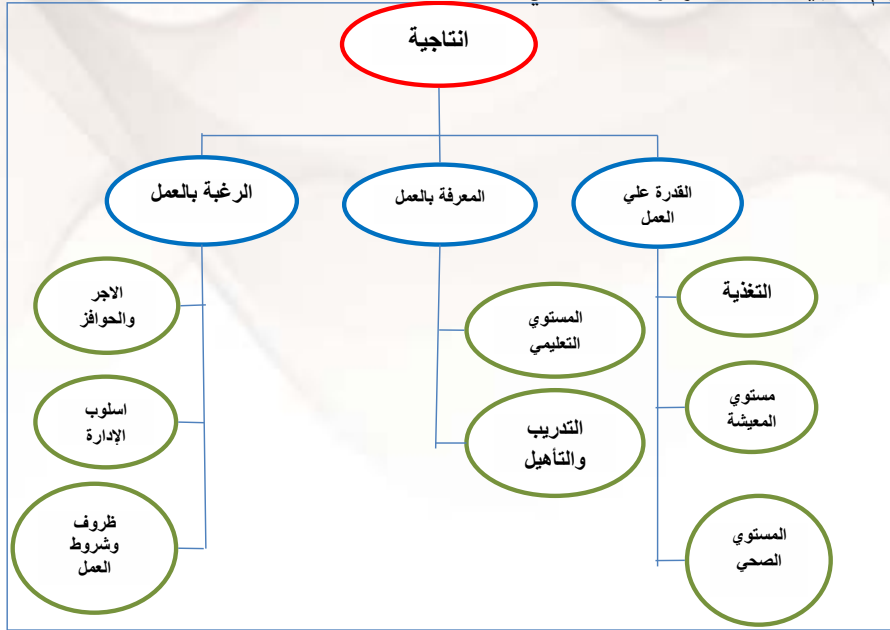 انتاجية
القدرة علي
العمل
المعرفة بالعمل
الرغبة بالعمل
التغذية
مستوي
المعيشة
المستوي
الصحي
المستوي
التعليمي
التدريب
والتأهيل
الاجر
والحوافز
اسلوب
الإدارة
ظروف
وشروط
العمل